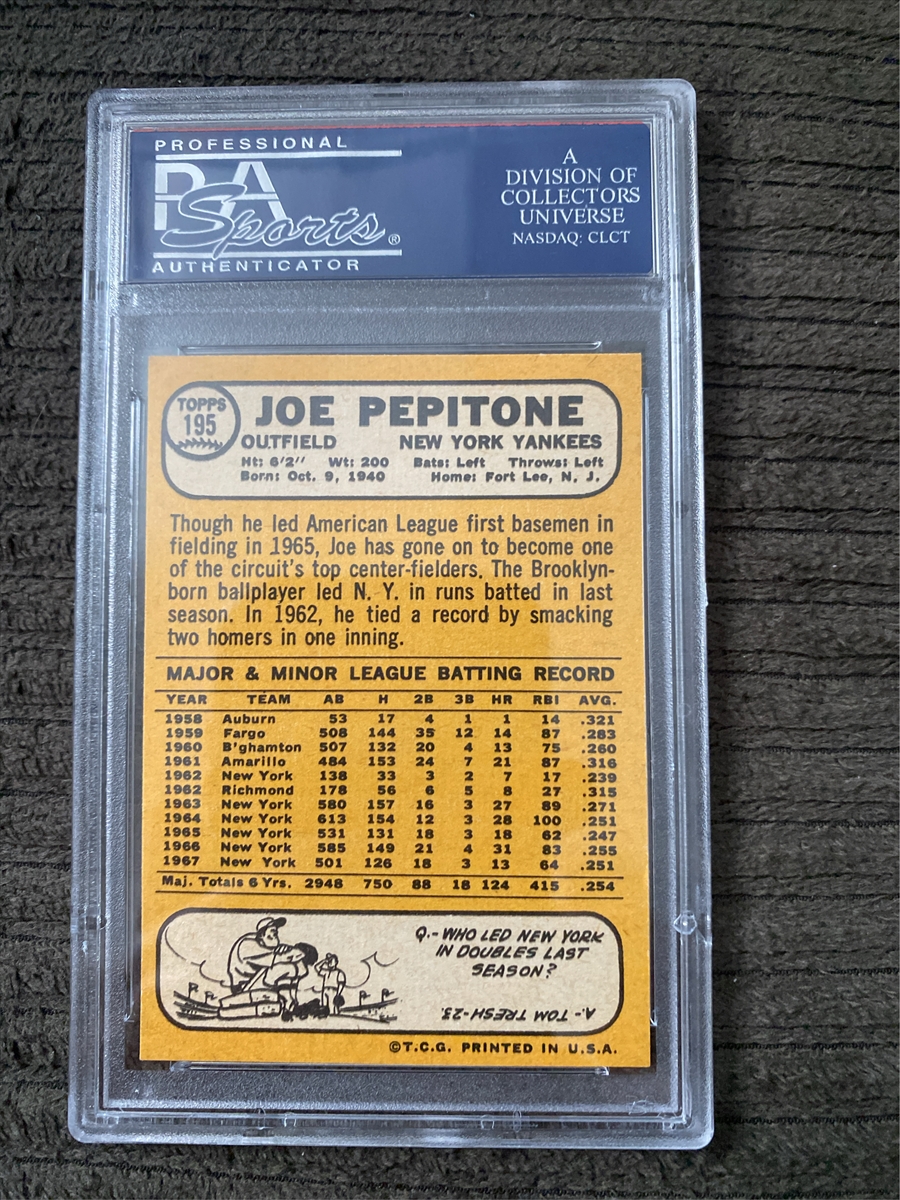 PROFESSIONAL
PSA
Sports®
AUTHENTICATOR
A
DIVISION OF
COLLECTORS
UNIVERSE
NASDAQ: CLCT
TOPPS
195
JOE PEPITONE
OUTFIELD NEW YORK YANKEES
Ht: 6'2" Wt: 200 Bats: Left Throws: Left
Born: Oct. 9, 1940 Home: Fort Lee, N. J.
Though he led American League first basemen in
fielding in 1965, Joe has gone on to become one
of the circuit's top center-fielders. The Brooklyn-
born ballplayer led N. Y. in runs batted in last
season. In 1962, he tied a record by smacking
two homers in one inning.
MAJOR & MINOR LEAGUE BATTING RECORD
YEAR TEAM AB H 2B 3B HR RBI AVG.
1958 Auburn 53 17 4 1 1 14 .321
1959 Fargo 508 144 35 12 14 87 .283
1960 B'ghamton 507 132 20 4 13 75 .260
1961 Amarillo 484 153 24 7 21 87 .316
1962 New York 138 33 3 2 7 17 .239
1962 Richmond 178 56 6 5 8 27 .315
1963 New York 580 157 16 3 27 89 .271
1964 New York 613 154 12 3 28 100 .251
1965 New York 531 131 18 3 18 62 .247
1966 New York 585 149 21 4 31 83 .255
1967 New York 501 126 18 3 13 64 .251
Maj. Totals 6 Yrs. 2948 750 88 18 124 415 .254
Q.- WHO LED NEW YORK
IN DOUBLES LAST
SEASON?
A.- TOM TRESH-23.
©T.C.G. PRINTED IN U.S.A.